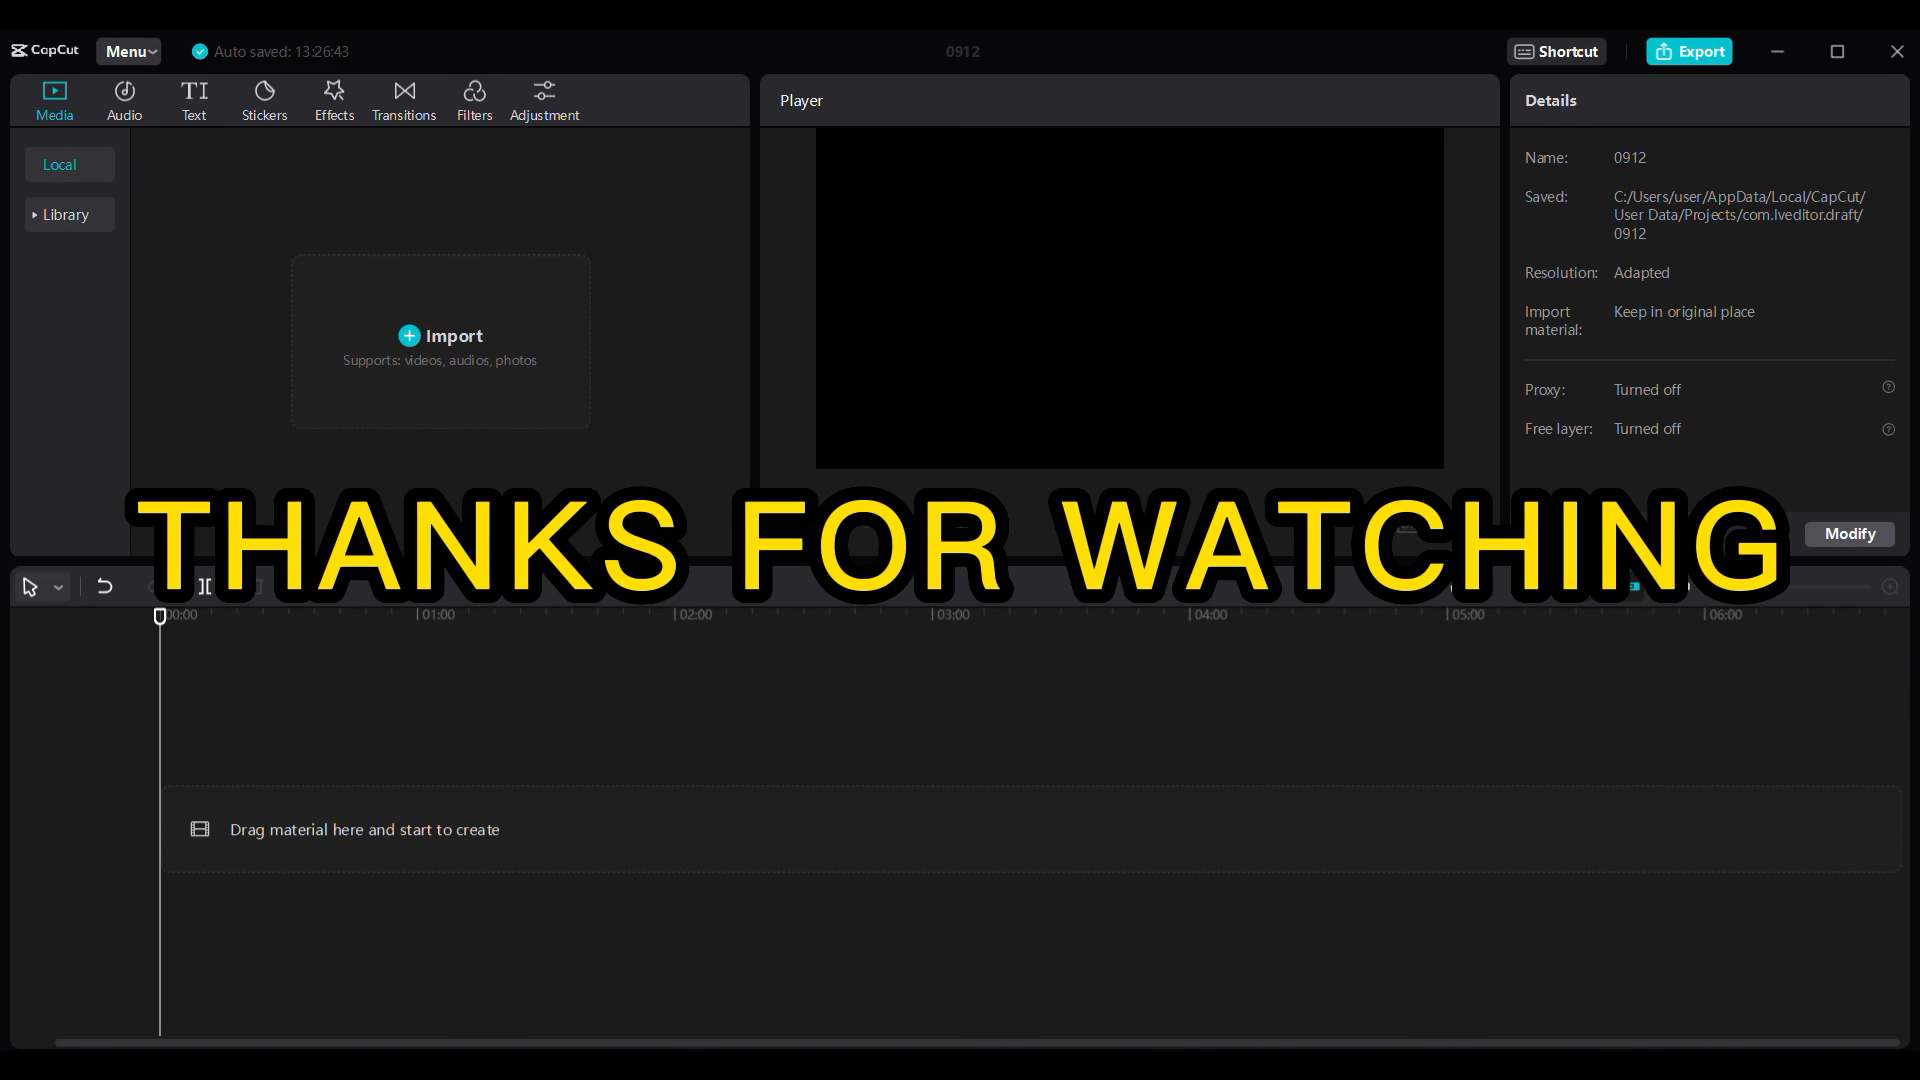 CapCut Menu Auto saved: 13:26:43 0912 Shortcut Export
Media Audio Text Stickers Effects Transitions Filters Adjustment
Local
Library
Import
Supports: videos, audios, photos
Player
Details
Name: 0912
Saved: C:/Users/user/AppData/Local/CapCut/
User Data/Projects/com.lveditor.draft/
0912
Resolution: Adapted
Import Keep in original place
material:
Proxy: Turned off
Free layer: Turned off
Modify
THANKS FOR WATCHING
00:00 01:00 02:00 03:00 04:00 05:00 06:00
Drag material here and start to create